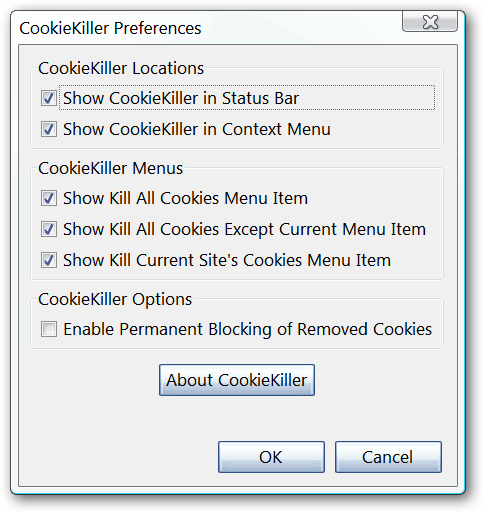 CookieKiller Preferences
CookieKiller Locations
Show CookieKiller in Status Bar
Show CookieKiller in Context Menu
CookieKiller Menus
Show Kill All Cookies Menu Item
Show Kill All Cookies Except Current Menu Item
Show Kill Current Site's Cookies Menu Item
CookieKiller Options
Enable Permanent Blocking of Removed Cookies
About CookieKiller
OK Cancel